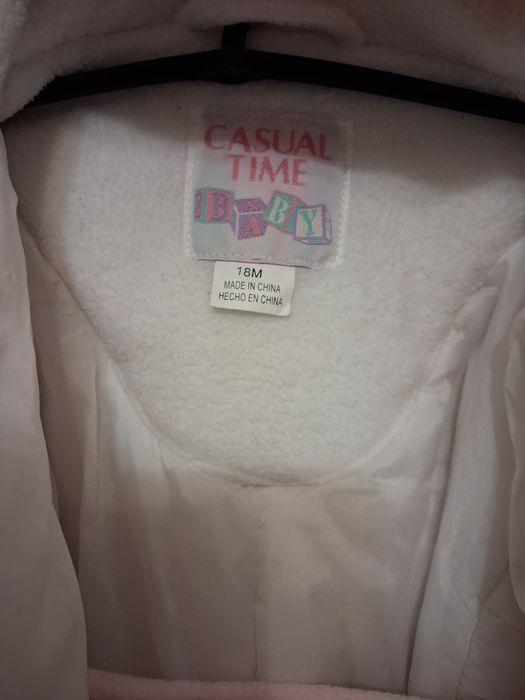 CASUAL
TIME
BABY
18M
MADE IN CHINA
HECHO EN CHINA